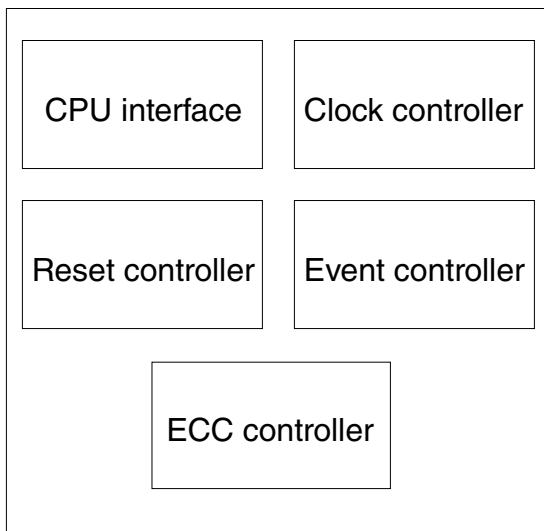 CPU interface
Clock controller
Reset controller
Event controller
ECC controller